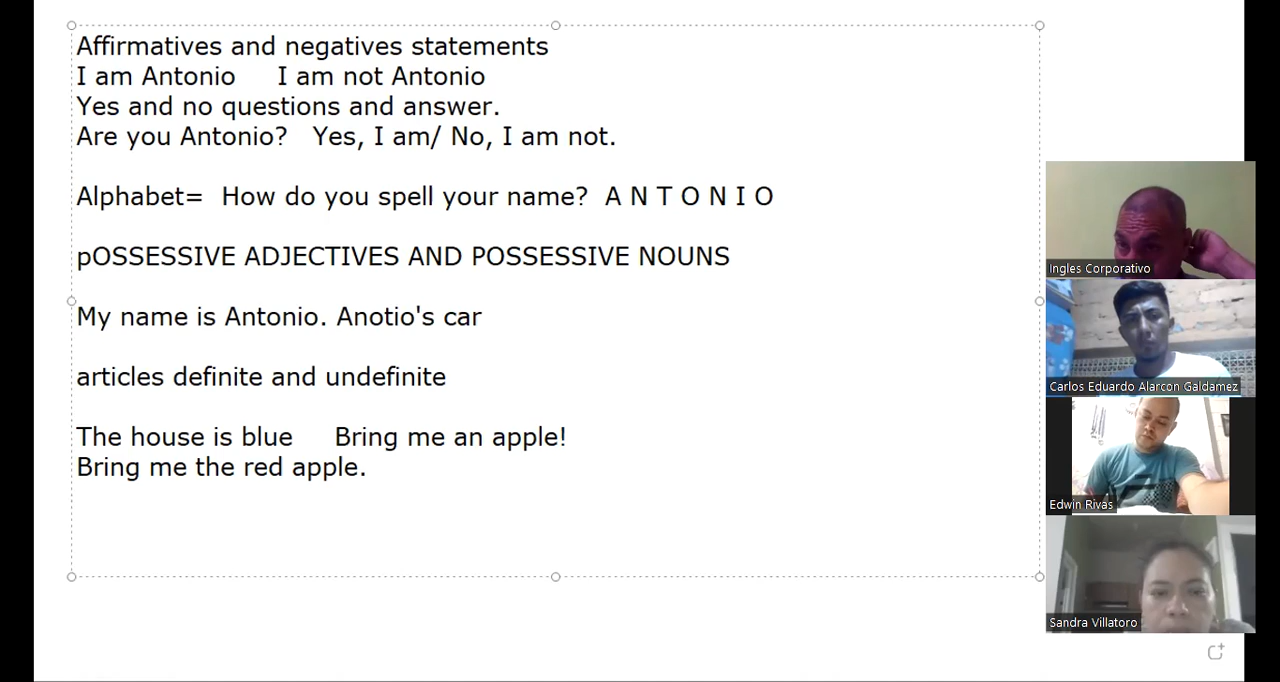 Affirmatives and negatives statements
I am Antonio I am not Antonio
Yes and no questions and answer.
Are you Antonio? Yes, I am/ No, I am not.
Alphabet= How do you spell your name? A N T O N I O
pOSSESSIVE ADJECTIVES AND POSSESSIVE NOUNS
My name is Antonio. Anotio's car
articles definite and undefinite
The house is blue Bring me an apple!
Bring me the red apple.
Ingles Corporativo
Carlos Eduardo Alarcon Galdamez
Edwin Rivas
Sandra Villatoro